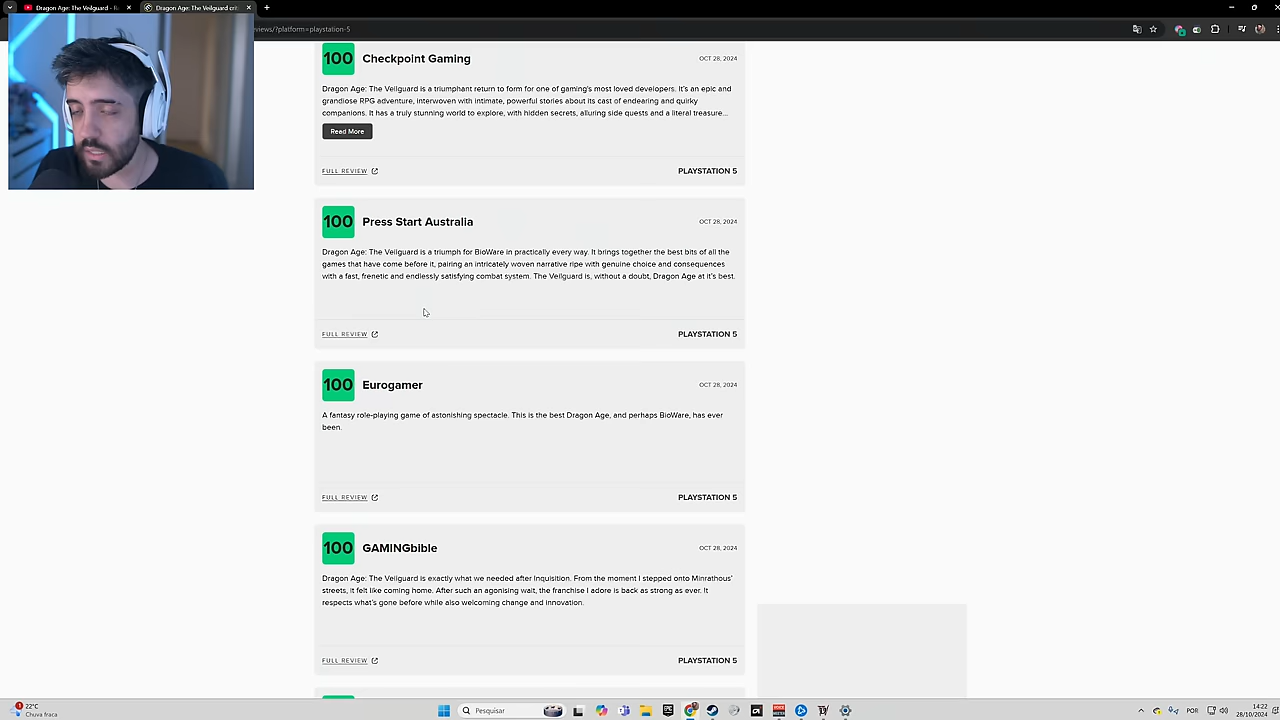 Dragon Age: The Veilguard -
Dragon Age: The Veilguard crit
eviews/?platform=playstation-5
100 Checkpoint Gaming OCT 28, 2024
Dragon Age: The Veilguard is a triumphant return to form for one of gaming's most loved developers. It's an epic and
grandiose RPG adventure, interwoven with intimate, powerful stories about its cast of endearing and quirky
companions. It has a truly stunning world to explore, with hidden secrets, alluring side quests and a literal treasure...
Read More
FULL REVIEW PLAYSTATION 5
100 Press Start Australia OCT 28, 2024
Dragon Age: The Veilguard is a triumph for BioWare in practically every way. It brings together the best bits of all the
games that have come before it, pairing an intricately woven narrative ripe with genuine choice and consequences
with a fast, frenetic and endlessly satisfying combat system. The Veilguard is, without a doubt, Dragon Age at it's best.
FULL REVIEW PLAYSTATION 5
100 Eurogamer OCT 28, 2024
A fantasy role-playing game of astonishing spectacle. This is the best Dragon Age, and perhaps BioWare, has ever
been.
FULL REVIEW PLAYSTATION 5
100 GAMINGbible OCT 28, 2024
Dragon Age: The Veilguard is exactly what we needed after Inquisition. From the moment I stepped onto Minrathous'
streets, it felt like coming home. After such an agonising wait, the franchise I adore is back as strong as ever. It
respects what's gone before while also welcoming change and innovation.
FULL REVIEW PLAYSTATION 5
22°C
Chuva fraca
Pesquisar
POR
14:22
28/10/2024